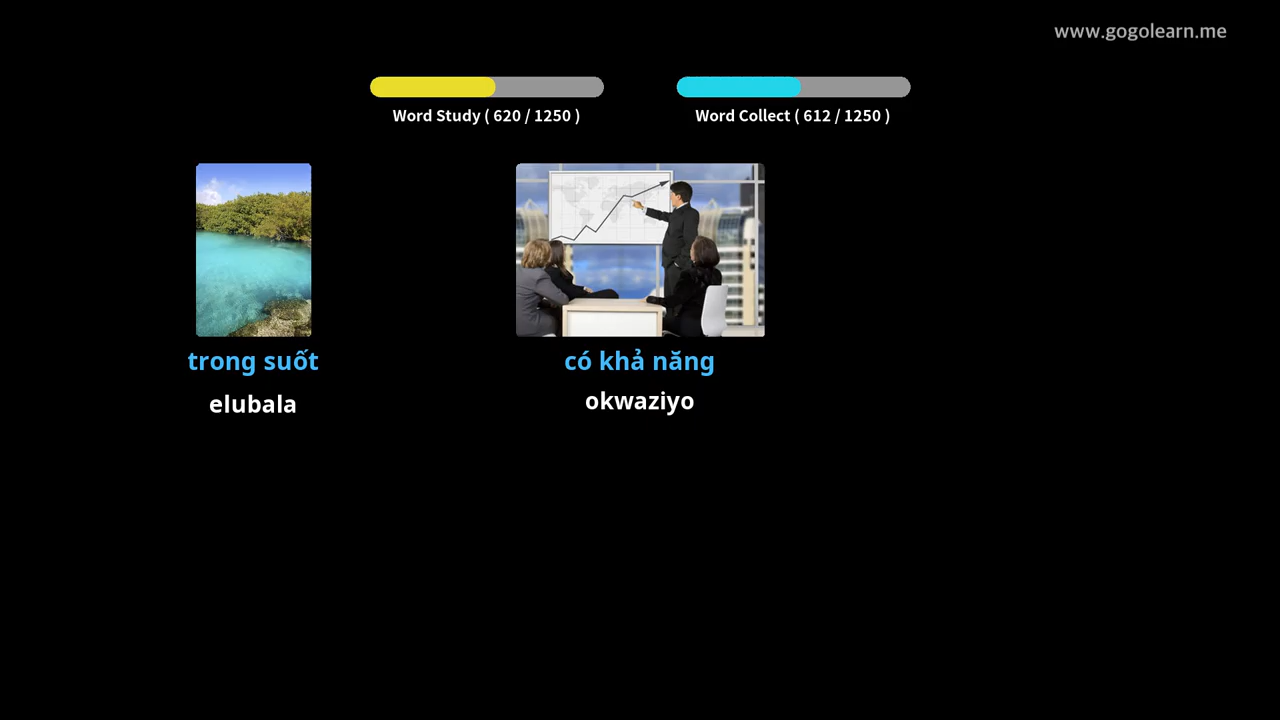 www.gogolearn.me
Word Study ( 620 / 1250 )
Word Collect ( 612 / 1250 )
trong suốt
elubala
có khả năng
okwaziyo